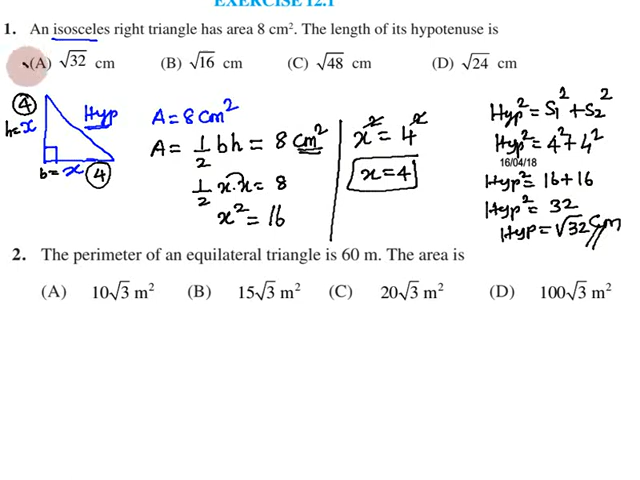 EXERCISE 12.1
1. An isosceles right triangle has area 8 cm². The length of its hypotenuse is
(A) √32 cm (B) √16 cm (C) √48 cm (D) √24 cm
4
h=x
Hyp
b=x 4
A=8cm²
A= 1/2 bh = 8 cm²
1/2 x.x= 8
x² = 16
x² = 4²
x=4
Hyp² = S₁² + S₂²
Hyp² = 4² + 4²
16/04/18
Hyp² = 16+16
Hyp² = 32
Hyp = √32 cm
2. The perimeter of an equilateral triangle is 60 m. The area is
(A) 10√3 m² (B) 15√3 m² (C) 20√3 m² (D) 100√3 m²